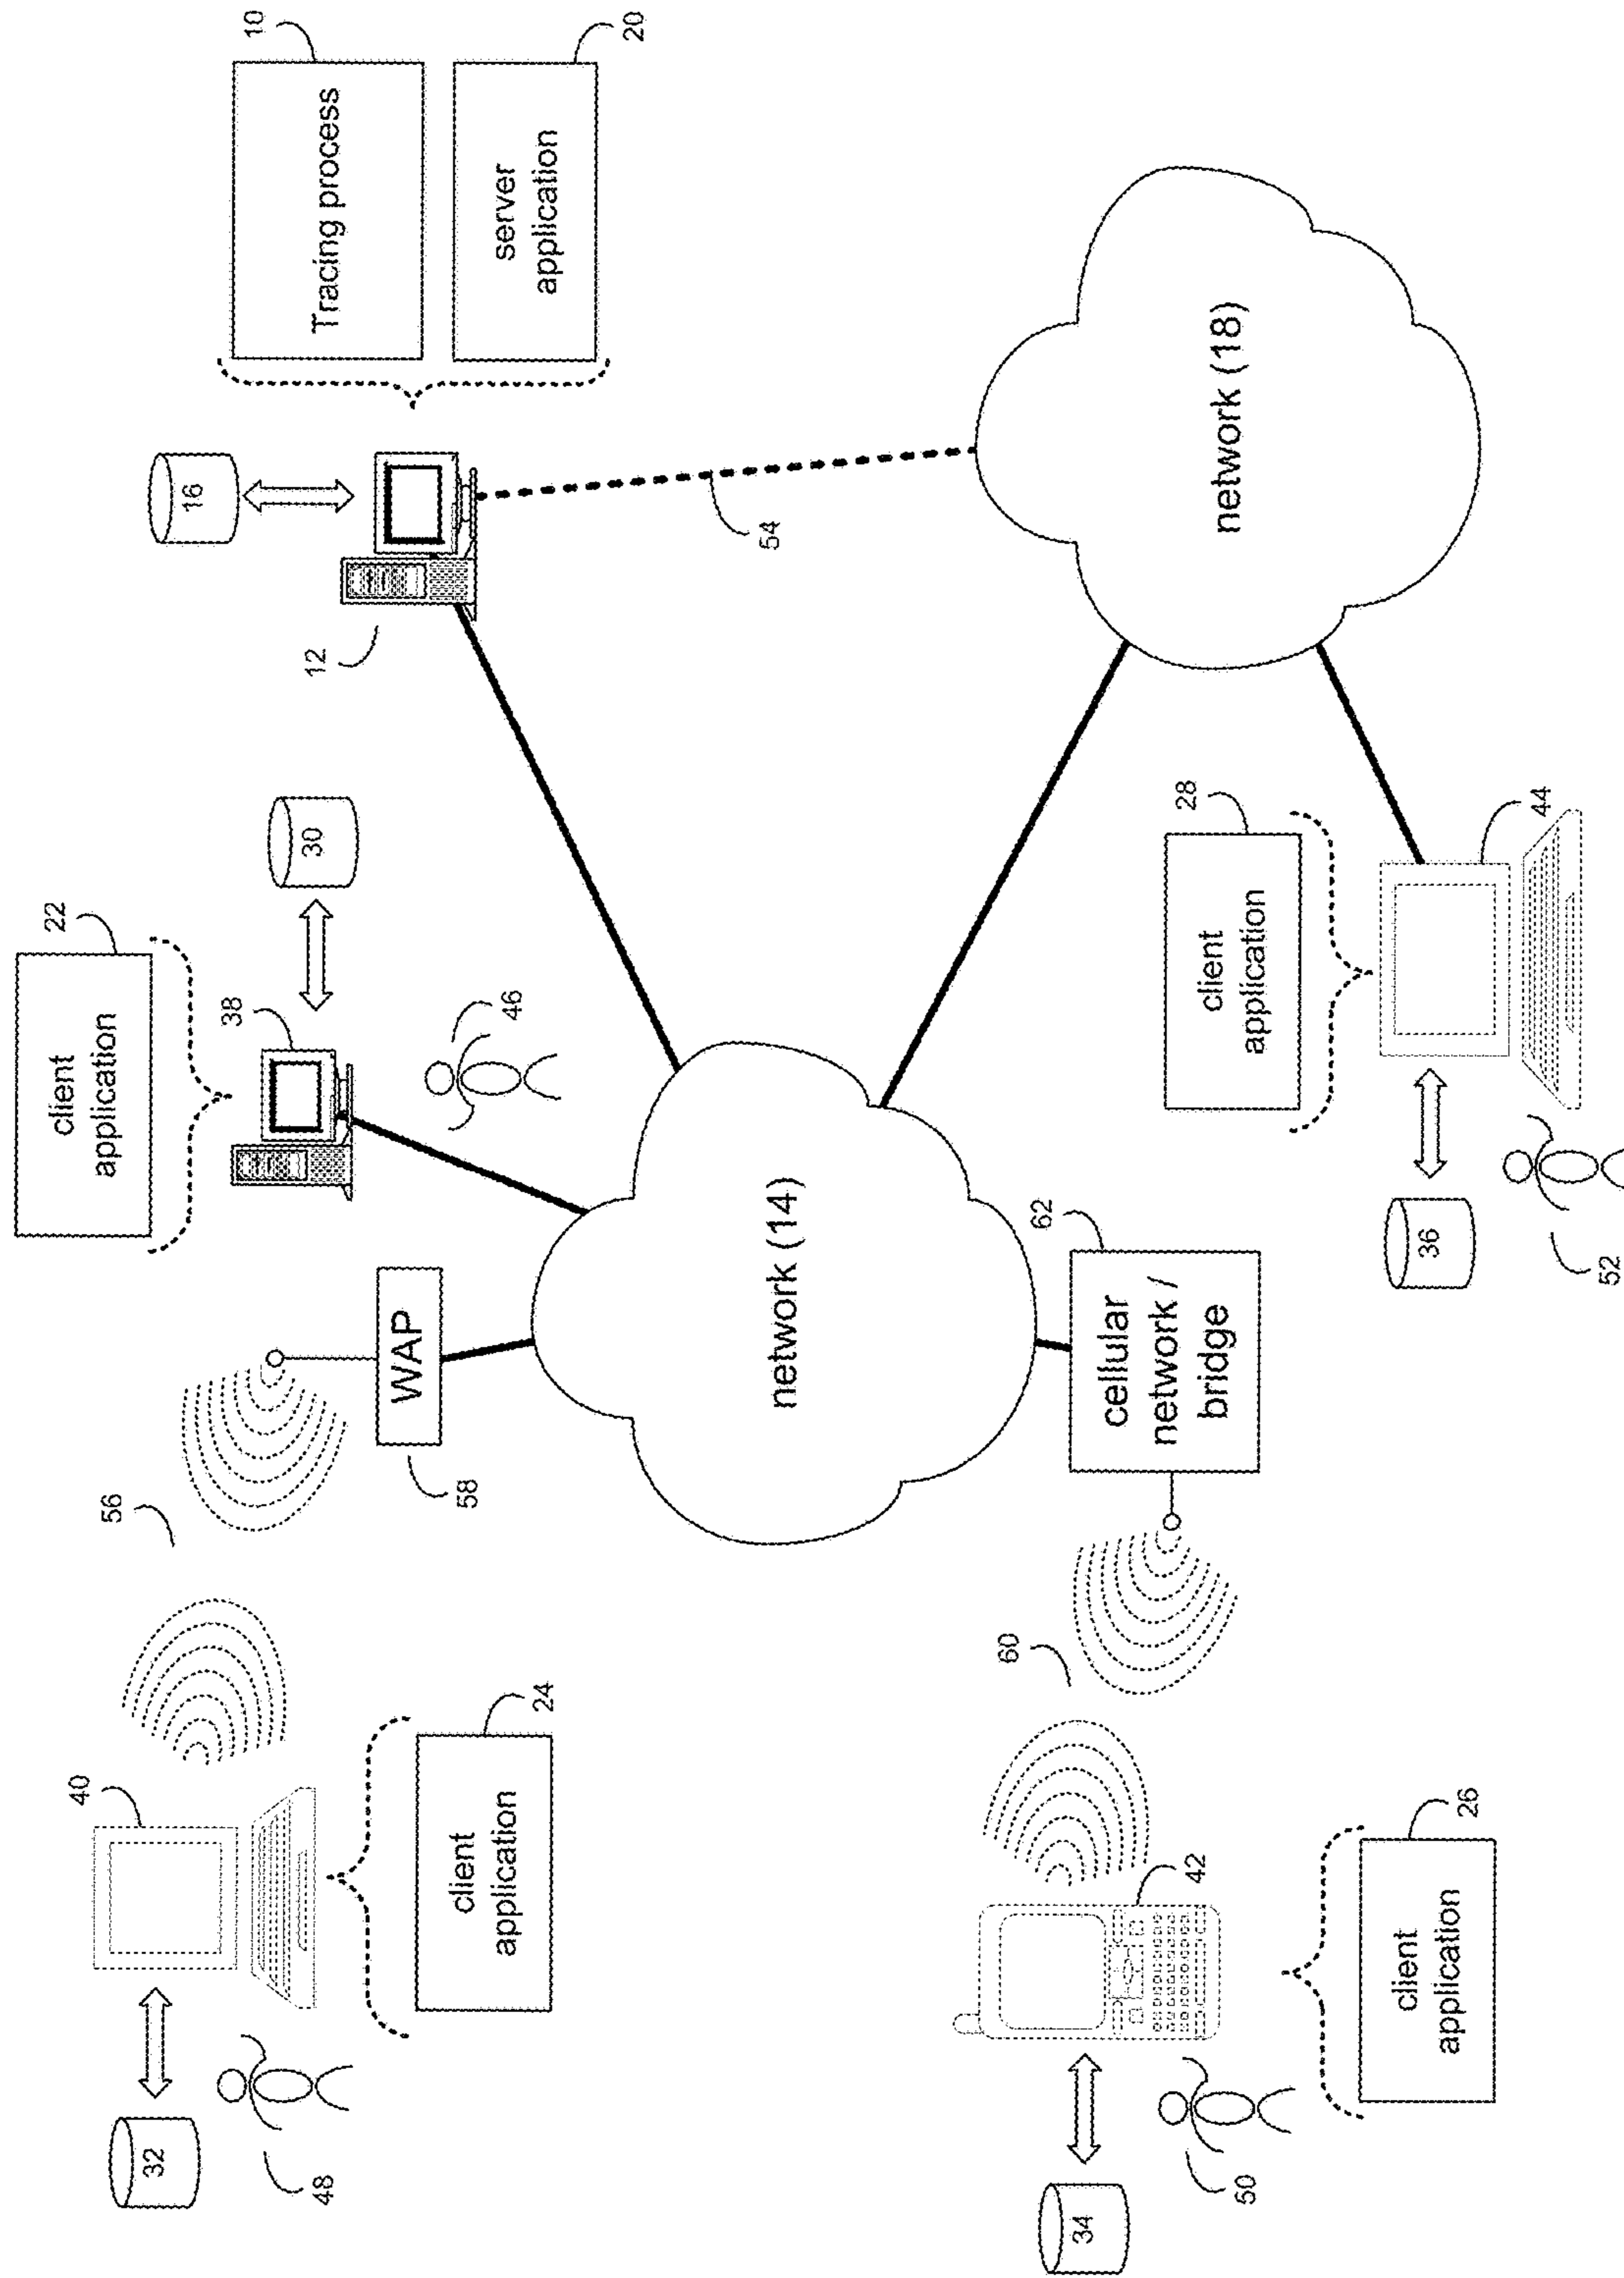 32
40
56
22
client
application
38
30
16
10
Tracing process
48
24
client
application
58
WAP
46
12
20
server
application
network (14)
54
34
60
62
cellular
network /
bridge
28
client
application
network (18)
50
42
26
client
application
36
52
44